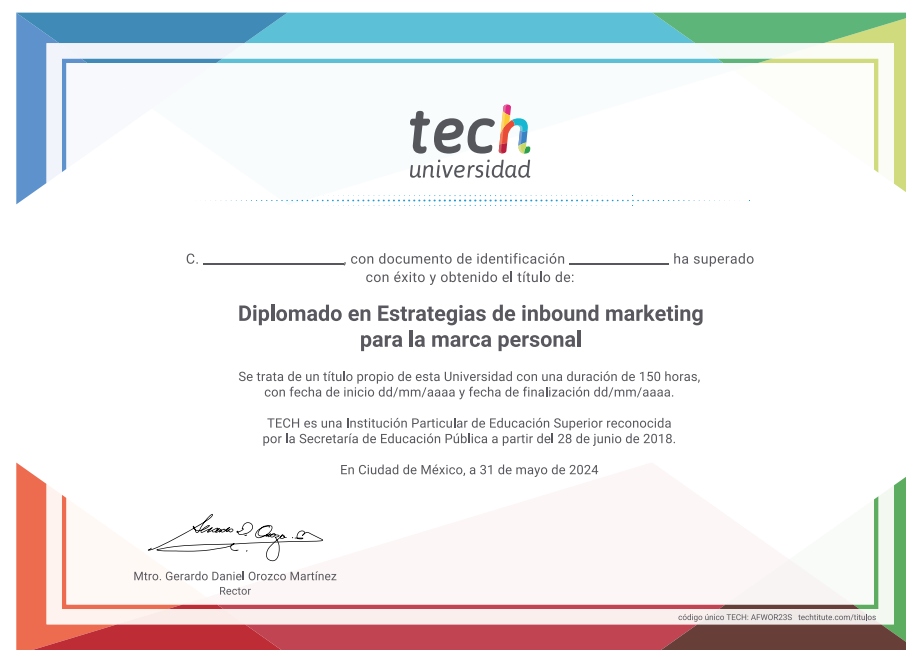 tech
universidad
C. ____________, con documento de identificación ____________ ha superado
con éxito y obtenido el título de:
Diplomado en Estrategias de inbound marketing
para la marca personal
Se trata de un título propio de esta Universidad con una duración de 150 horas,
con fecha de inicio dd/mm/aaaa y fecha de finalización dd/mm/aaaa.
TECH es una Institución Particular de Educación Superior reconocida
por la Secretaría de Educación Pública a partir del 28 de junio de 2018.
En Ciudad de México, a 31 de mayo de 2024
Mtro. Gerardo Daniel Orozco Martínez
Rector
código único TECH: AFWOR23S techtitute.com/titulos